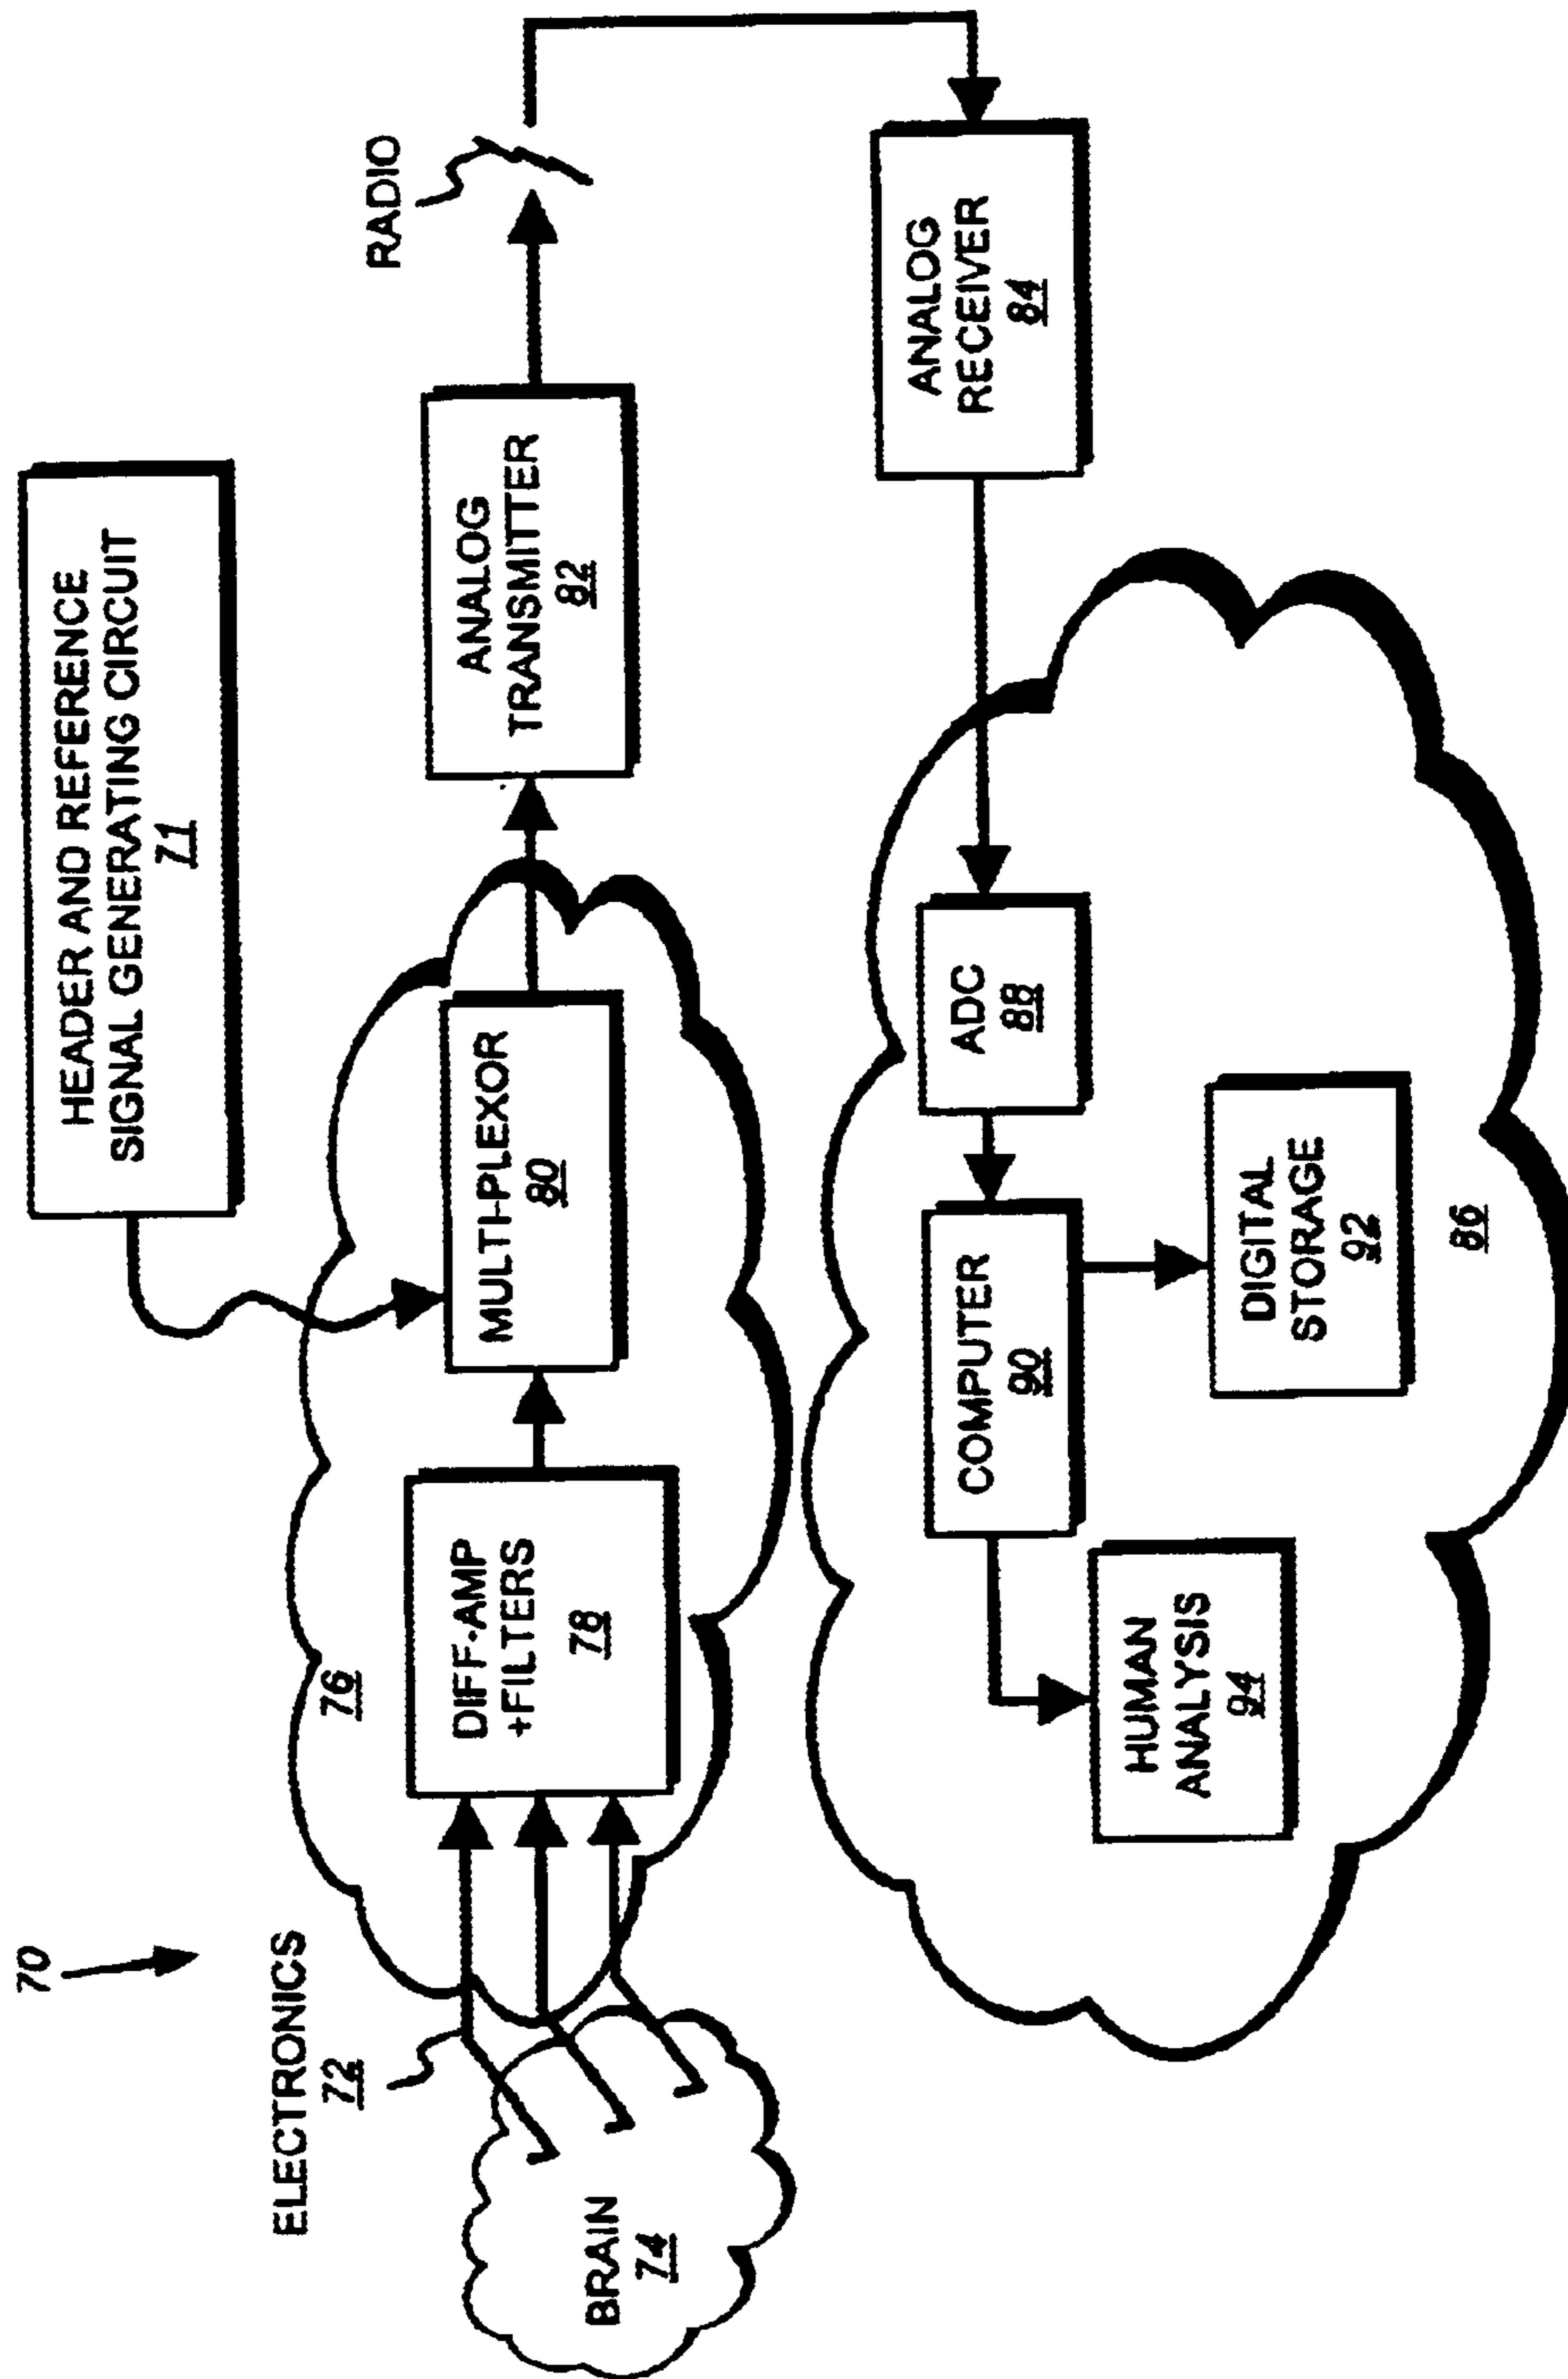 70
HEADER AND REFERENCE
SIGNAL GENERATING CIRCUIT
71
ELECTRONICS
72
BRAIN
74
76
DIFF-AMP
+FILTERS
78
MULTI-PLEXOR
80
ANALOG
TRANSMITTER
82
RADIO
ANALOG
RECEIVER
84
ADC
88
COMPUTER
90
HUMAN
ANALYSIS
94
DIGITAL
STORAGE
92
86